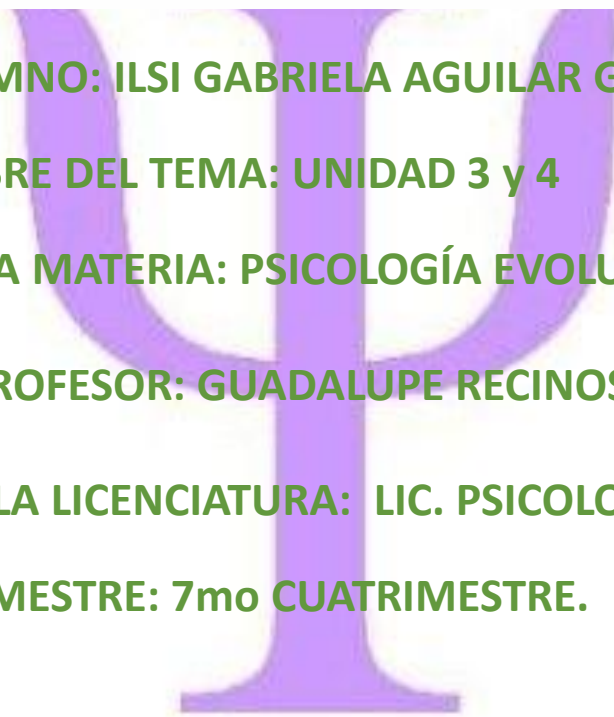 MNO: ILSI GABRIELA AGUILAR G
BRE DEL TEMA: UNIDAD 3 y 4
A MATERIA: PSICOLOGÍA EVOLU
ROFESOR: GUADALUPE RECINOS
LA LICENCIATURA: LIC. PSICOLO
MESTRE: 7mo CUATRIMESTRE.